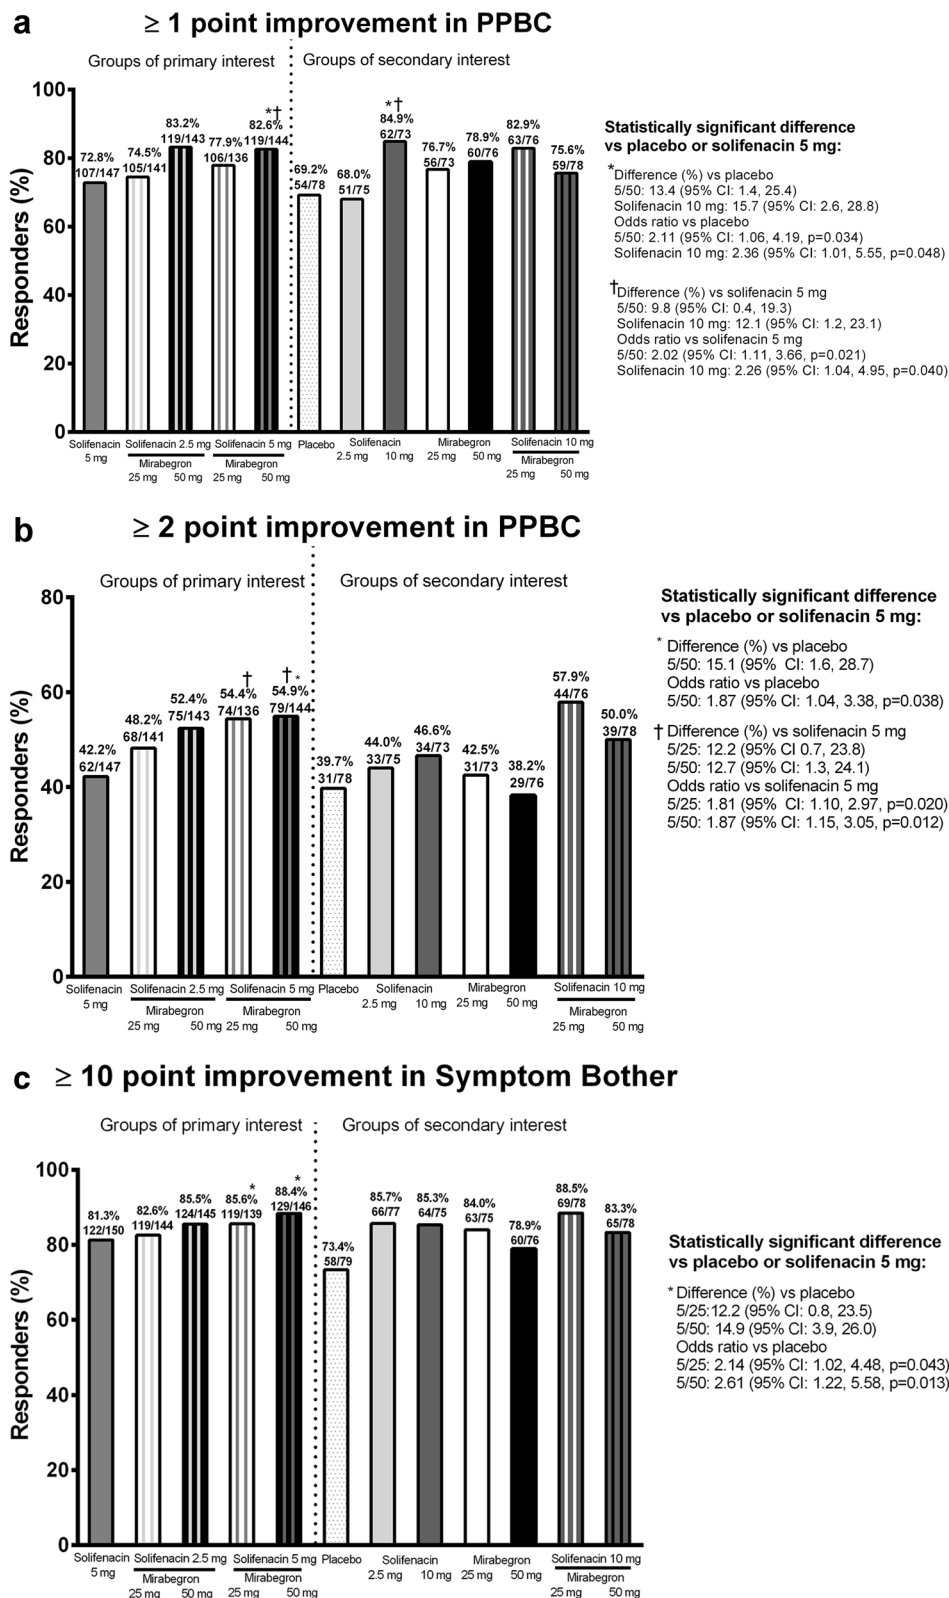 a ≥ 1 point improvement in PPBC
Groups of primary interest
Groups of secondary interest
Responders (%)
100
80
60
40
20
0
72.8%
107/147
74.5%
105/141
83.2%
119/143
77.9%
106/136
*†
82.6%
119/144
69.2%
54/78
68.0%
51/75
*†
84.9%
62/73
76.7%
56/73
78.9%
60/76
82.9%
63/76
75.6%
59/78
Solifenacin Solifenacin 2.5 mg Solifenacin 5 mg Placebo Solifenacin Mirabegron Solifenacin 10 mg
5 mg Mirabegron Mirabegron 2.5 mg 10 mg 25 mg 50 mg Mirabegron
25 mg 50 mg 25 mg 50 mg 25 mg 50 mg
Statistically significant difference
vs placebo or solifenacin 5 mg:
*Difference (%) vs placebo
5/50: 13.4 (95% CI: 1.4, 25.4)
Solifenacin 10 mg: 15.7 (95% CI: 2.6, 28.8)
Odds ratio vs placebo
5/50: 2.11 (95% CI: 1.06, 4.19, p=0.034)
Solifenacin 10 mg: 2.36 (95% CI: 1.01, 5.55, p=0.048)
†Difference (%) vs solifenacin 5 mg
5/50: 9.8 (95% CI: 0.4, 19.3)
Solifenacin 10 mg: 12.1 (95% CI: 1.2, 23.1)
Odds ratio vs solifenacin 5 mg
5/50: 2.02 (95% CI: 1.11, 3.66, p=0.021)
Solifenacin 10 mg: 2.26 (95% CI: 1.04, 4.95, p=0.040)
b ≥ 2 point improvement in PPBC
Groups of primary interest
Groups of secondary interest
Responders (%)
80
60
40
20
0
42.2%
62/147
48.2%
68/141
52.4%
75/143
†
54.4%
74/136
† *
54.9%
79/144
39.7%
31/78
44.0%
33/75
46.6%
34/73
42.5%
31/73
38.2%
29/76
57.9%
44/76
50.0%
39/78
Solifenacin Solifenacin 2.5 mg Solifenacin 5 mg Placebo Solifenacin Mirabegron Solifenacin 10 mg
5 mg Mirabegron Mirabegron 2.5 mg 10 mg 25 mg 50 mg Mirabegron
25 mg 50 mg 25 mg 50 mg 25 mg 50 mg
Statistically significant difference
vs placebo or solifenacin 5 mg:
* Difference (%) vs placebo
5/50: 15.1 (95% CI: 1.6, 28.7)
Odds ratio vs placebo
5/50: 1.87 (95% CI: 1.04, 3.38, p=0.038)
† Difference (%) vs solifenacin 5 mg
5/25: 12.2 (95% CI 0.7, 23.8)
5/50: 12.7 (95% CI: 1.3, 24.1)
Odds ratio vs solifenacin 5 mg
5/25: 1.81 (95% CI: 1.10, 2.97, p=0.020)
5/50: 1.87 (95% CI: 1.15, 3.05, p=0.012)
c ≥ 10 point improvement in Symptom Bother
Groups of primary interest
Groups of secondary interest
Responders (%)
100
80
60
40
20
0
81.3%
122/150
82.6%
119/144
85.5%
124/145
*
85.6%
119/139
*
88.4%
129/146
73.4%
58/79
85.7%
66/77
85.3%
64/75
84.0%
63/75
78.9%
60/76
88.5%
69/78
83.3%
65/78
Solifenacin Solifenacin 2.5 mg Solifenacin 5 mg Placebo Solifenacin Mirabegron Solifenacin 10 mg
5 mg Mirabegron Mirabegron 2.5 mg 10 mg 25 mg 50 mg Mirabegron
25 mg 50 mg 25 mg 50 mg 25 mg 50 mg
Statistically significant difference
vs placebo or solifenacin 5 mg:
* Difference (%) vs placebo
5/25:12.2 (95% CI: 0.8, 23.5)
5/50: 14.9 (95% CI: 3.9, 26.0)
Odds ratio vs placebo
5/25: 2.14 (95% CI: 1.02, 4.48, p=0.043)
5/50: 2.61 (95% CI: 1.22, 5.58, p=0.013)